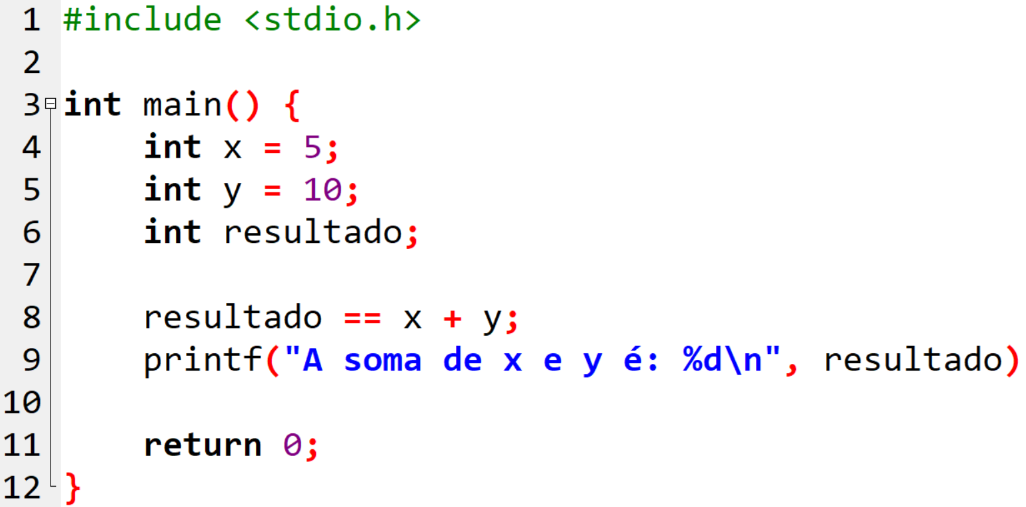 1 #include <stdio.h>
2
3 int main() {
4     int x = 5;
5     int y = 10;
6     int resultado;
7
8     resultado == x + y;
9     printf("A soma de x e y é: %d\n", resultado)
10
11     return 0;
12 }